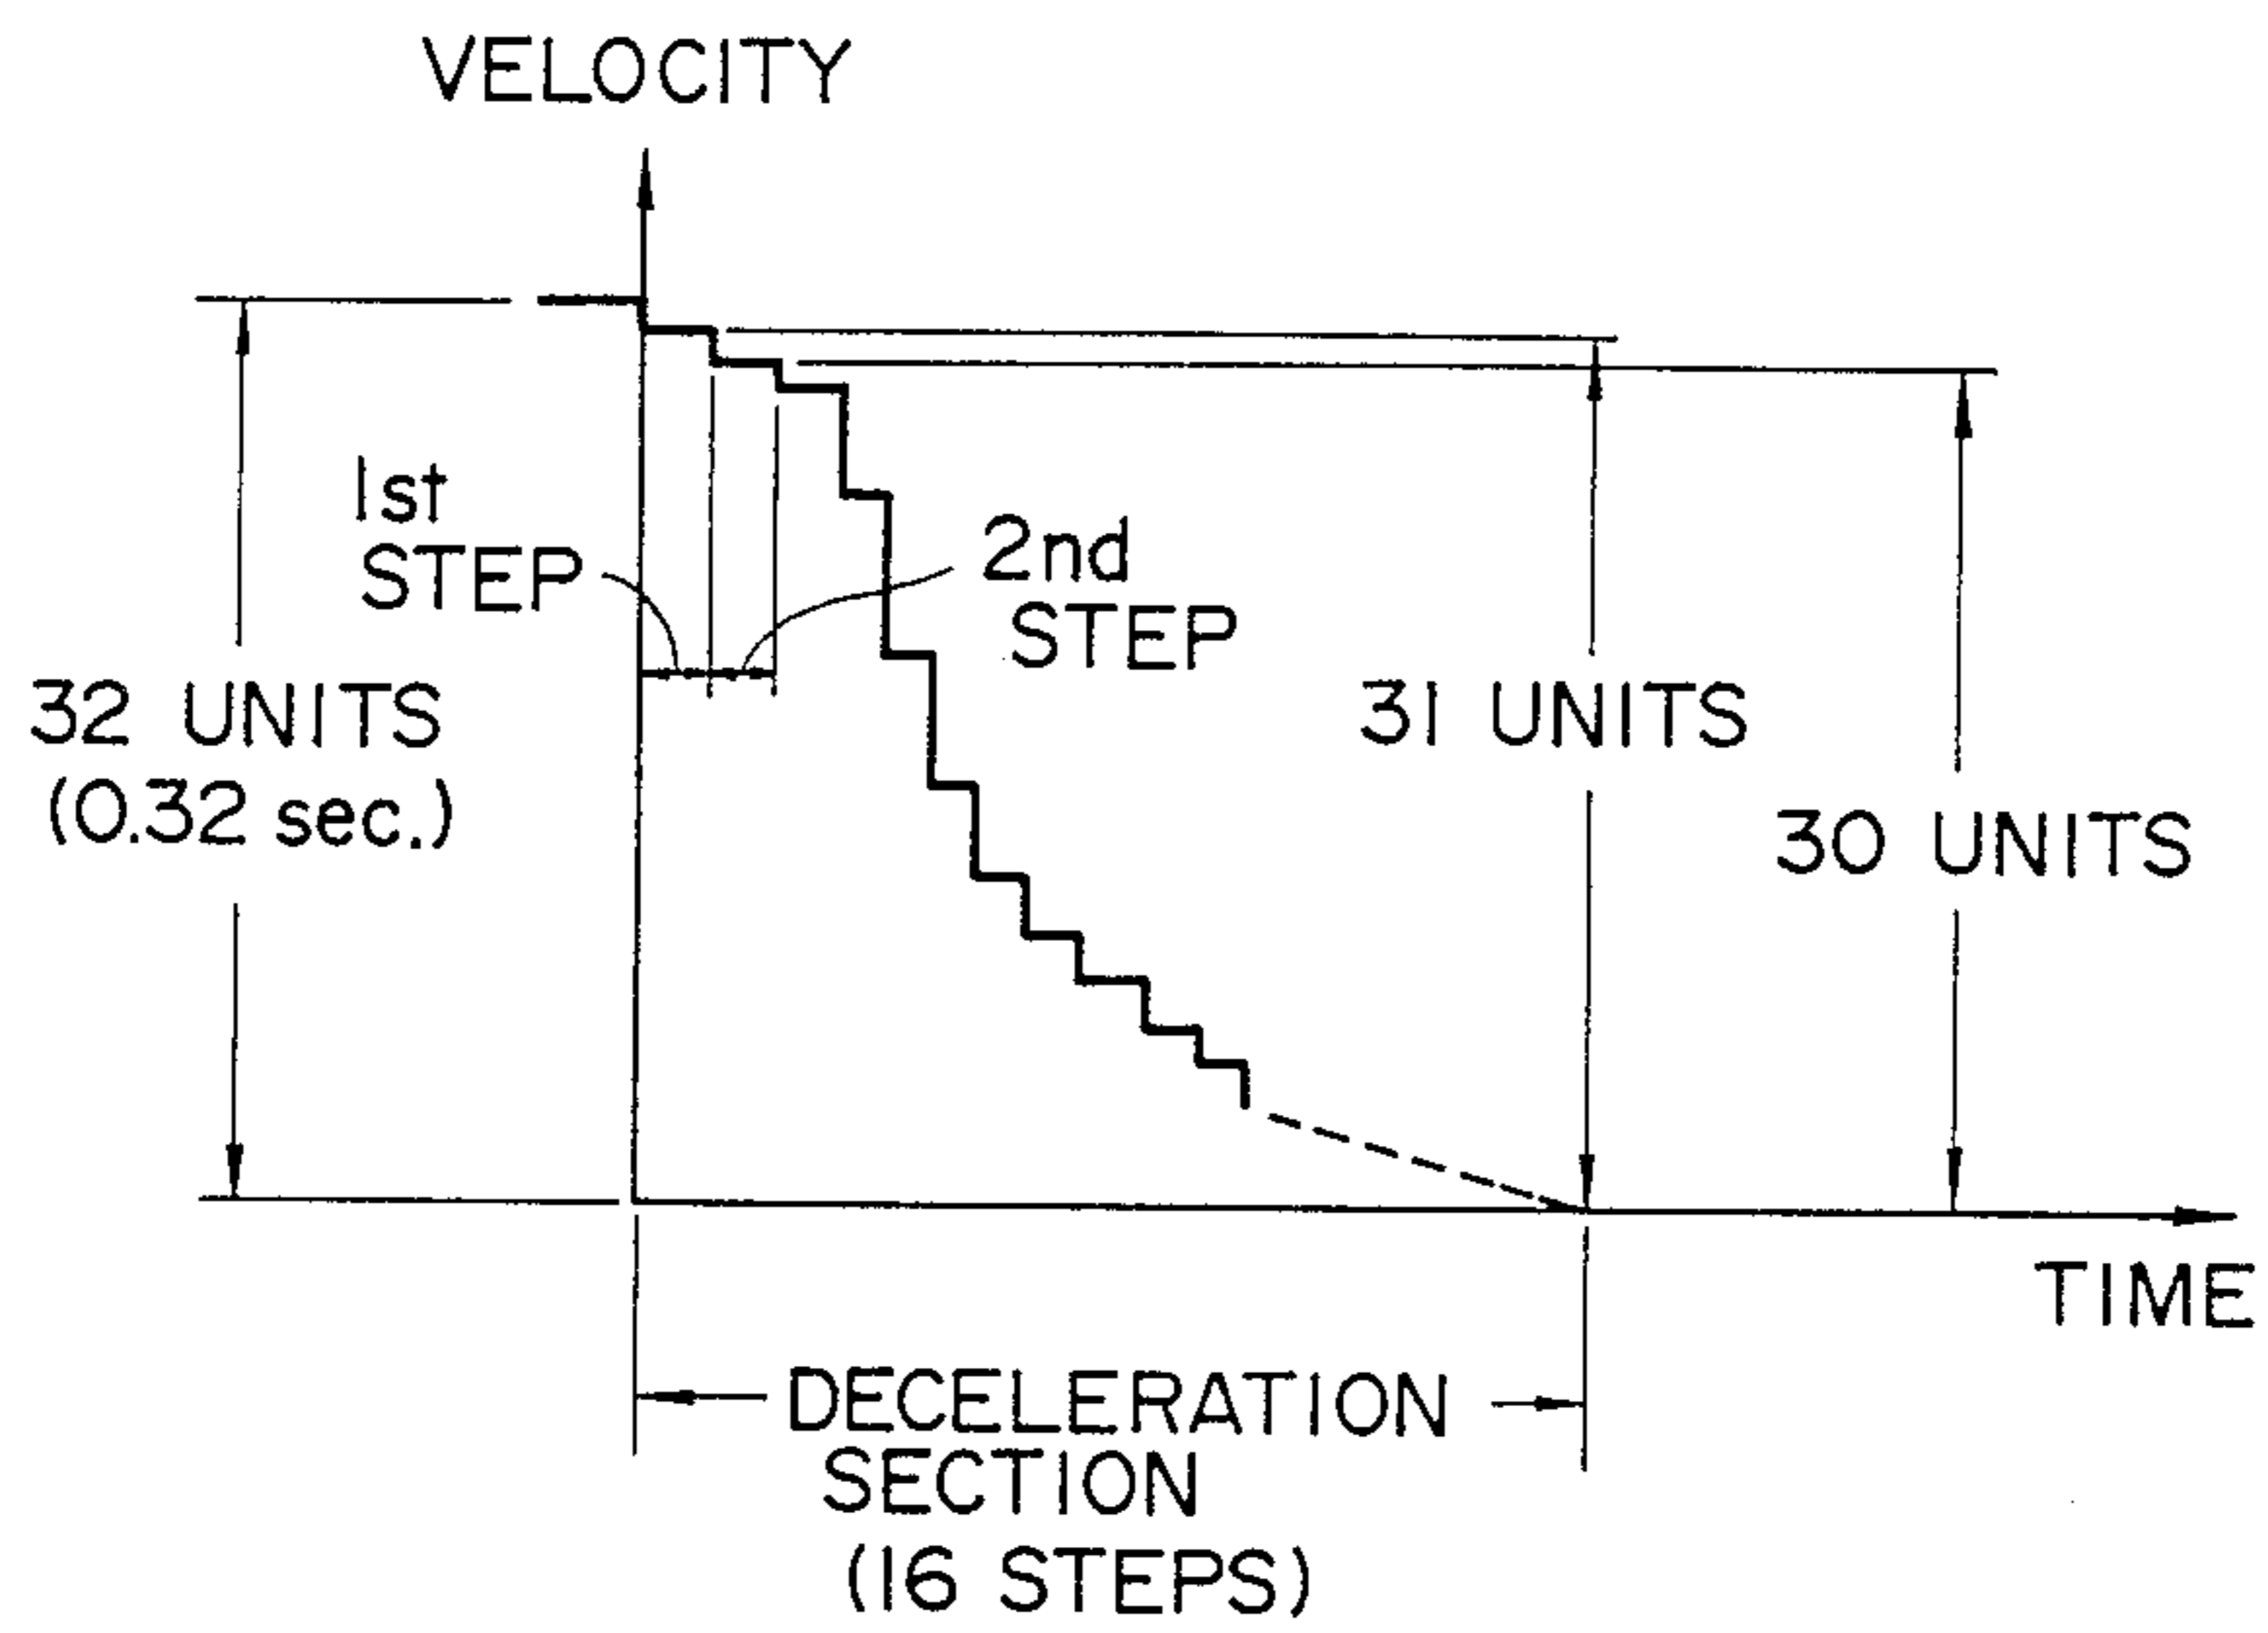 VELOCITY
1st
STEP
2nd
STEP
32 UNITS
(0.32 sec.)
31 UNITS
30 UNITS
TIME
DECELERATION
SECTION
(16 STEPS)